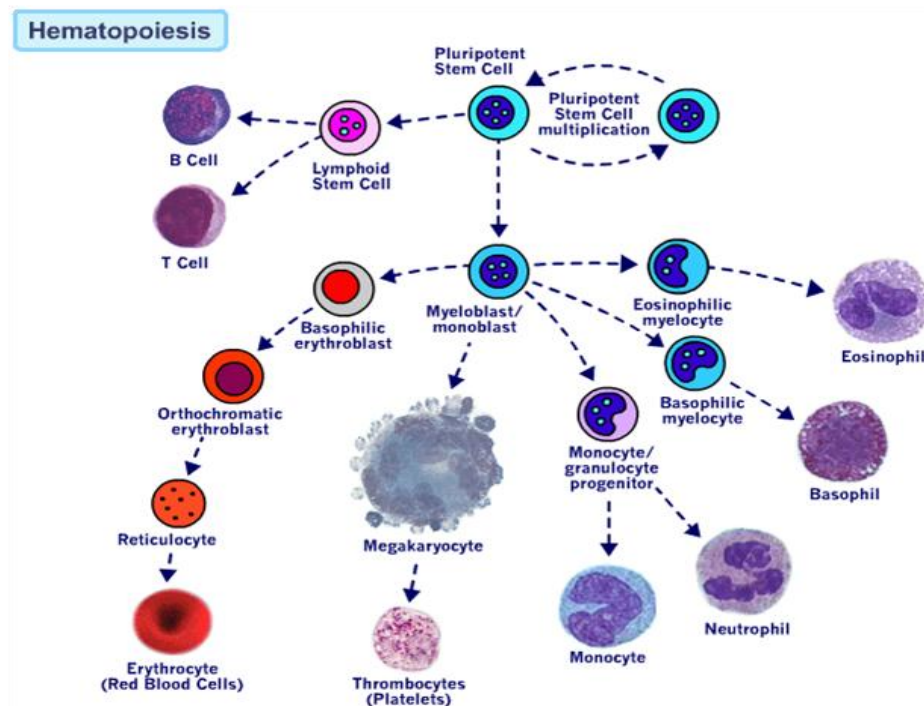 Hematopoiesis
Pluripotent
Stem Cell
Pluripotent
Stem Cell
multiplication
B Cell
Lymphoid
Stem Cell
T Cell
Basophilic
erythroblast
Myeloblast/
monoblast
Eosinophilic
myelocyte
Eosinophil
Orthochromatic
erythroblast
Basophilic
myelocyte
Monocyte/
granulocyte
progenitor
Basophil
Reticulocyte
Megakaryocyte
Neutrophil
Monocyte
Erythrocyte
(Red Blood Cells)
Thrombocytes
(Platelets)